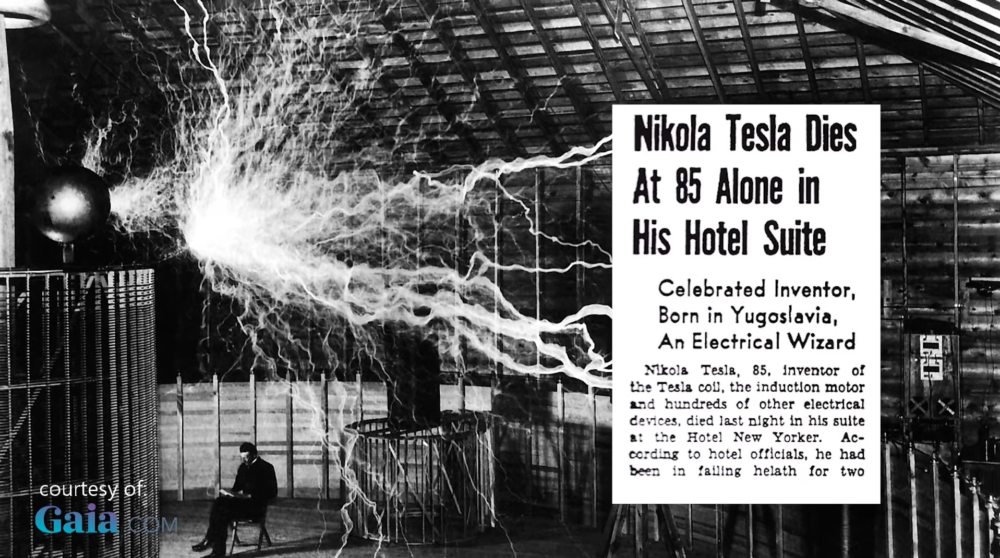 Nikola Tesla Dies
At 85 Alone in
His Hotel Suite
Celebrated Inventor,
Born in Yugoslavia,
An Electrical Wizard
Nikola Tesla, 85, inventor of
the Tesla coil, the induction motor
and hundreds of other electrical
devices, died last night in his suite
at the Hotel New Yorker. Ac-
cording to hotel officials, he had
been in failing helath for two
courtesy of:
Gaia.COM